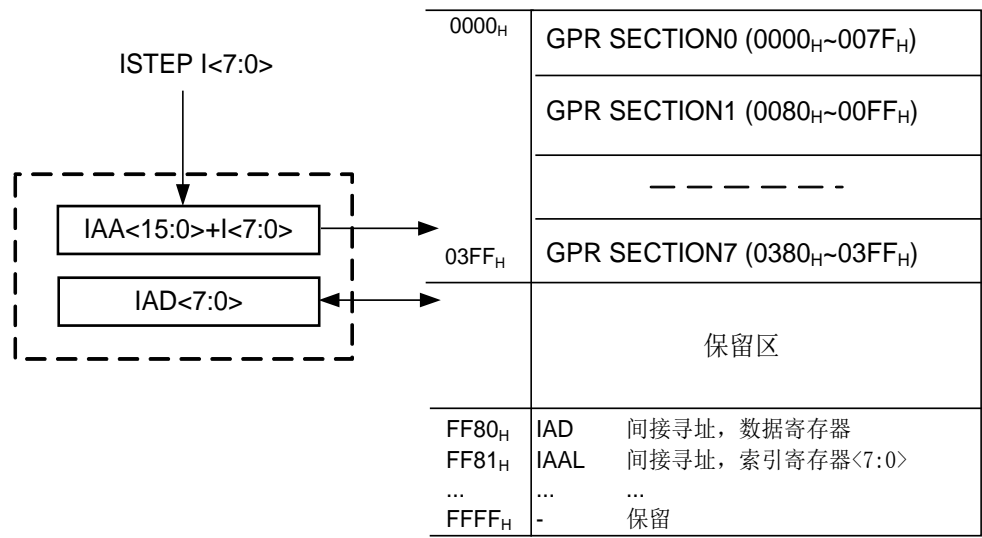 ISTEP I<7:0>
IAA<15:0>+I<7:0>
IAD<7:0>
0000H GPR SECTION0 (0000H~007FH)
GPR SECTION1 (0080H~00FFH)
03FFH GPR SECTION7 (0380H~03FFH)
保留区
FF80H IAD 间接寻址，数据寄存器
FF81H IAAL 间接寻址，索引寄存器<7:0>
... ... ...
FFFFH - 保留